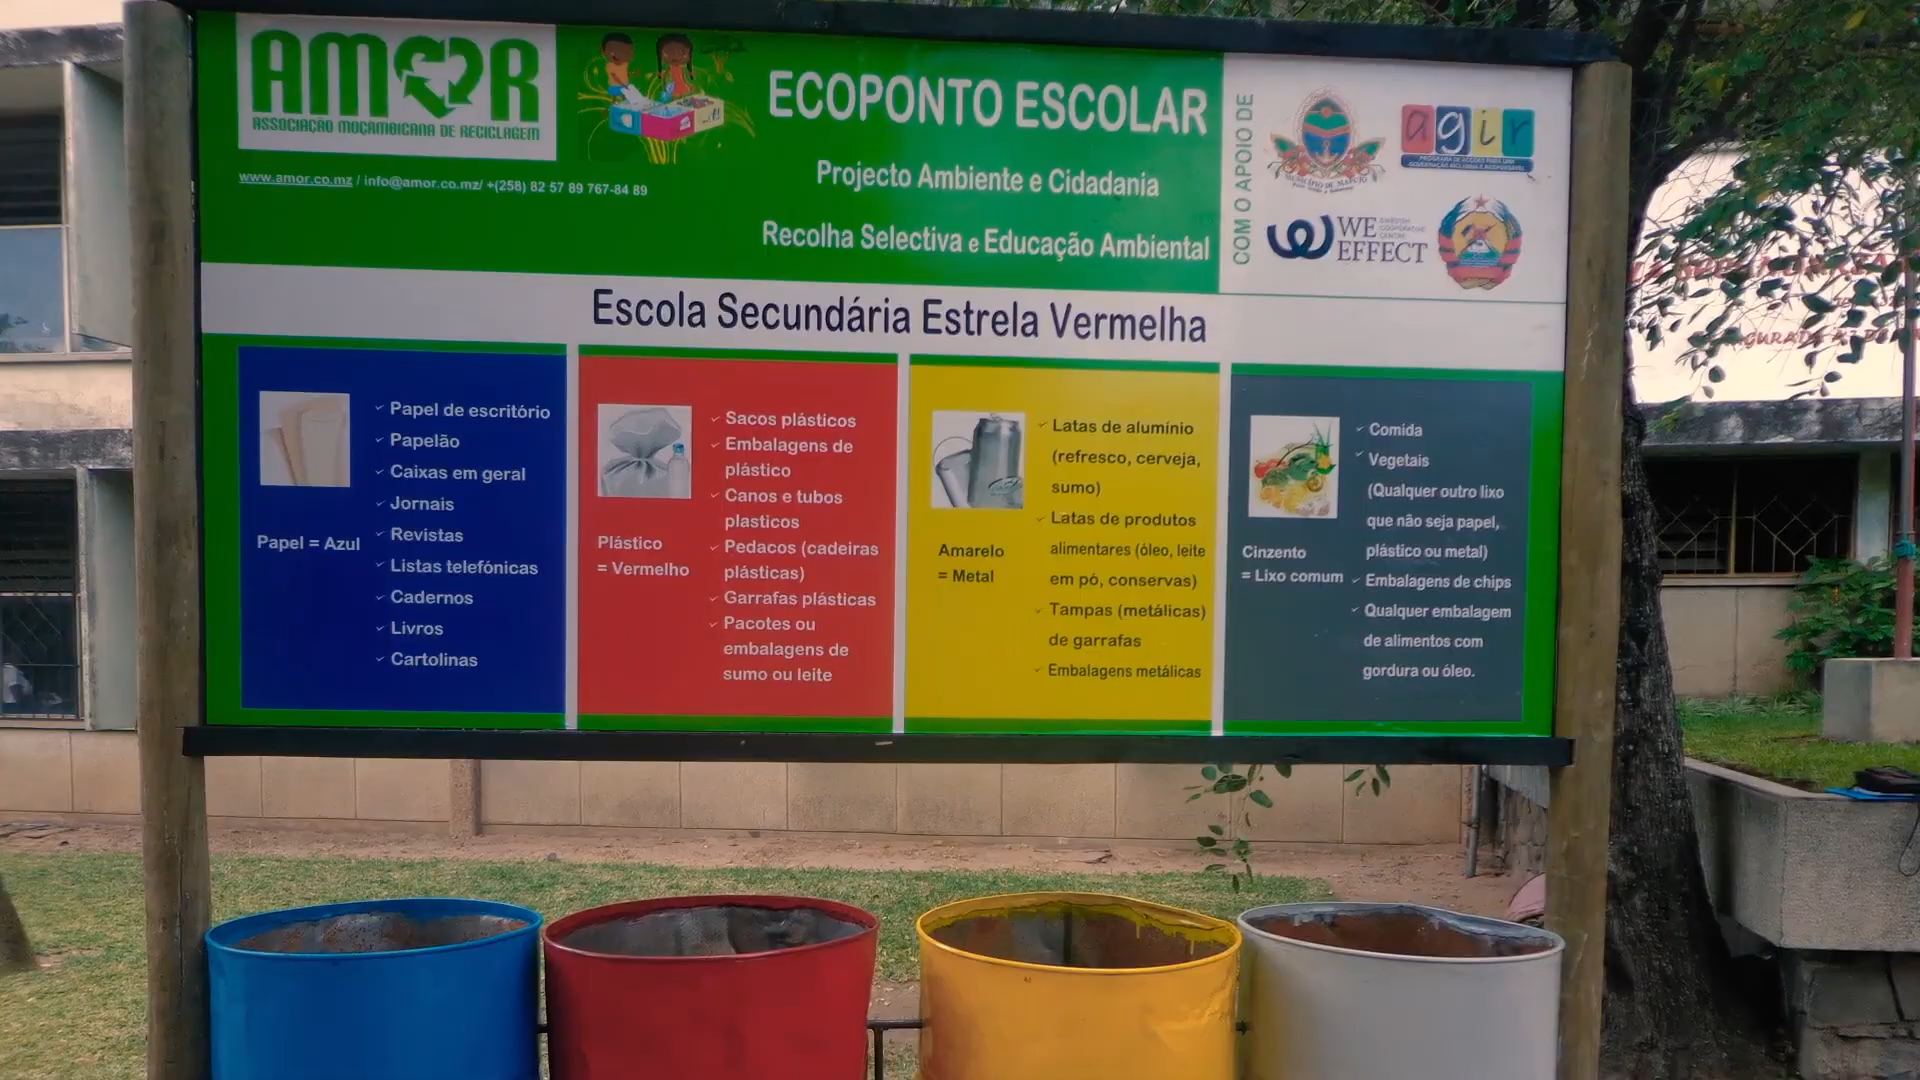 AMOR
ASSOCIAÇÃO MOÇAMBICANA DE RECICLAGEM
www.amor.co.mz / info@amor.co.mz/ +(258) 82 57 89 767-84 89
ECOPONTO ESCOLAR
Projecto Ambiente e Cidadania
Recolha Selectiva e Educação Ambiental
COM O APOIO DE
MUNICÍPIO DE MAPUTO
agir
WE
EFFECT
SWEDISH
COOPERATIVE
CENTRE
Escola Secundária Estrela Vermelha
Papel = Azul
Papel de escritório
Papelão
Caixas em geral
Jornais
Revistas
Listas telefónicas
Cadernos
Livros
Cartolinas
Plástico
= Vermelho
Sacos plásticos
Embalagens de
plástico
Canos e tubos
plasticos
Pedacos (cadeiras
plásticas)
Garrafas plásticas
Pacotes ou
embalagens de
sumo ou leite
Amarelo
= Metal
Latas de alumínio
(refresco, cerveja,
sumo)
Latas de produtos
alimentares (óleo, leite
em pó, conservas)
Tampas (metálicas)
de garrafas
Embalagens metálicas
Cinzento
= Lixo comum
Comida
Vegetais
(Qualquer outro lixo
que não seja papel,
plástico ou metal)
Embalagens de chips
Qualquer embalagem
de alimentos com
gordura ou óleo.